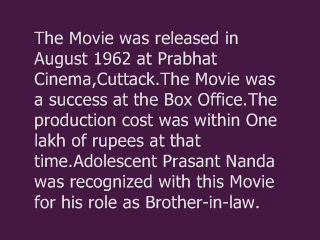 The Movie was released in
August 1962 at Prabhat
Cinema,Cuttack.The Movie was
a success at the Box Office.The
production cost was within One
lakh of rupees at that
time.Adolescent Prasant Nanda
was recognized with this Movie
for his role as Brother-in-law.